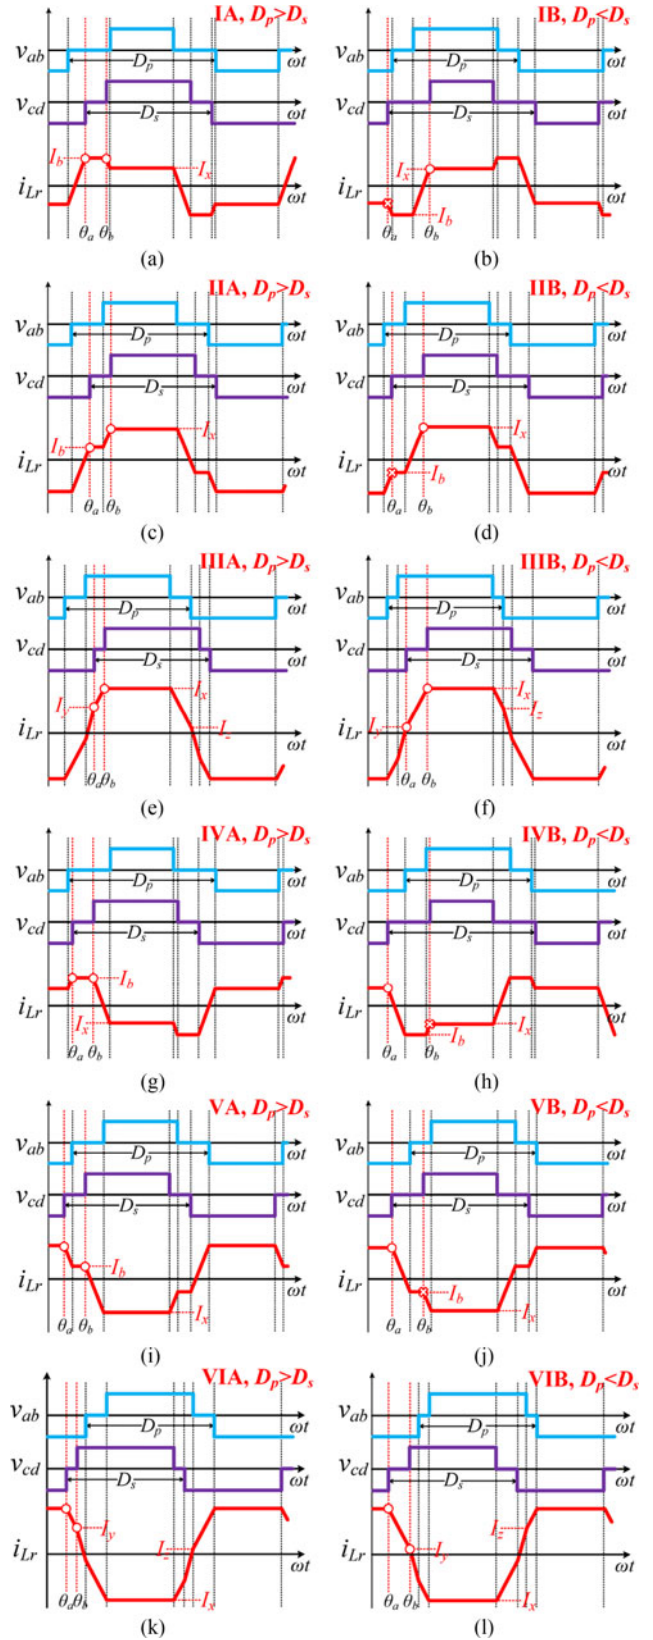 IA, Dp>Ds
vab
Dp
ωt
vcd
Ds
ωt
Ib
Ix
iLr
ωt
θa θb
(a)
IB, Dp<Ds
Dp
ωt
Ds
ωt
Ix
ωt
Ib
θa θb
(b)
IIA, Dp>Ds
vab
Dp
ωt
vcd
Ds
ωt
Ix
Ib
iLr
ωt
θa θb
(c)
IIB, Dp<Ds
vab
Dp
ωt
vcd
Ds
ωt
Ix
iLr
Ib
ωt
θa θb
(d)
IIIA, Dp>Ds
vab
Dp
ωt
vcd
Ds
ωt
Ix
Iy
Iz
iLr
ωt
θaθb
(e)
IIIB, Dp<Ds
vab
Dp
ωt
vcd
Ds
ωt
Ix
Iz
Iy
iLr
ωt
θa θb
(f)
IVA, Dp>Ds
vab
Dp
ωt
vcd
Ds
ωt
Ib
iLr
ωt
Ix
θa θb
(g)
IVB, Dp<Ds
vab
Dp
ωt
vcd
Ds
ωt
iLr
ωt
Ix
Ib
θa θb
(h)
VA, Dp>Ds
vab
Dp
ωt
vcd
Ds
ωt
Ib
iLr
ωt
Ix
θa θb
(i)
VB, Dp<Ds
vab
Dp
ωt
vcd
Ds
ωt
iLr
ωt
Ib
Ix
θa θb
(j)
VIA, Dp>Ds
vab
Dp
ωt
vcd
Ds
ωt
Iy
Iz
iLr
ωt
Ix
θa θb
(k)
VIB, Dp<Ds
vab
Dp
ωt
vcd
Ds
ωt
Iz
iLr
Iy
ωt
Ix
θa θb
(l)